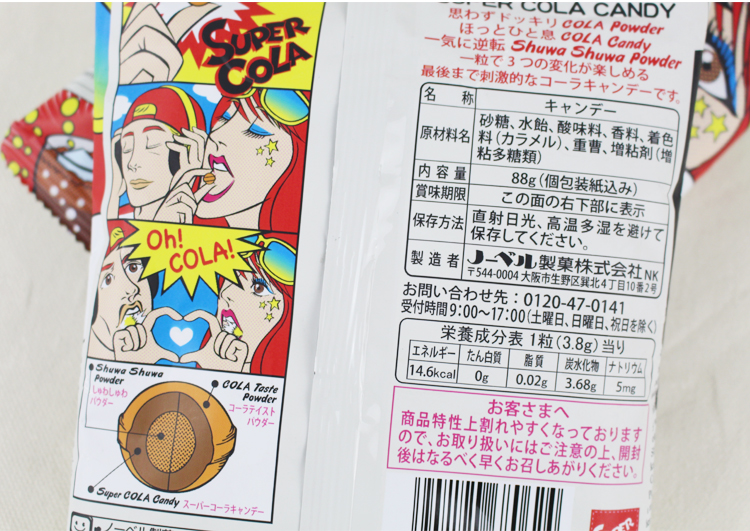 SUPER COLA CANDY
思わずドッキリ COLA Powder
ほっとひと息 COLA Candy
一気に逆転 Shuwa Shuwa Powder
一粒で3つの変化が楽しめる
最後まで刺激的なコーラキャンデーです。
名 称 キャンデー
原材料名 砂糖、水飴、酸味料、香料、着色
料(カラメル)、重曹、増粘剤(増
粘多糖類)
内容量 88g(個包装紙込み)
賞味期限 この面の右下部に表示
保存方法 直射日光、高温多湿を避けて
保存してください。
製造者 ノーベル製菓株式会社NK
〒544-0004 大阪市生野区巽北4丁目10番2号
お問い合わせ先:0120-47-0141
受付時間9:00~17:00(土曜日、日曜日、祝日を除く)
栄養成分表 1粒(3.8g)当り
エネルギー たん白質 脂質 炭水化物 ナトリウム
14.6kcal 0g 0.02g 3.68g 5mg
お客さまへ
商品特性上割れやすくなっております
ので、お取り扱いにはご注意の上、開封
後はなるべく早くお召しあがりください。
SUPER
COLA
Oh!
COLA!
Shuwa Shuwa
Powder
しゅわしゅわ
パウダー
COLA Taste
Powder
コーラテイスト
パウダー
Super COLA Candy スーパーコーラキャンデー
ノーベル
SUPER